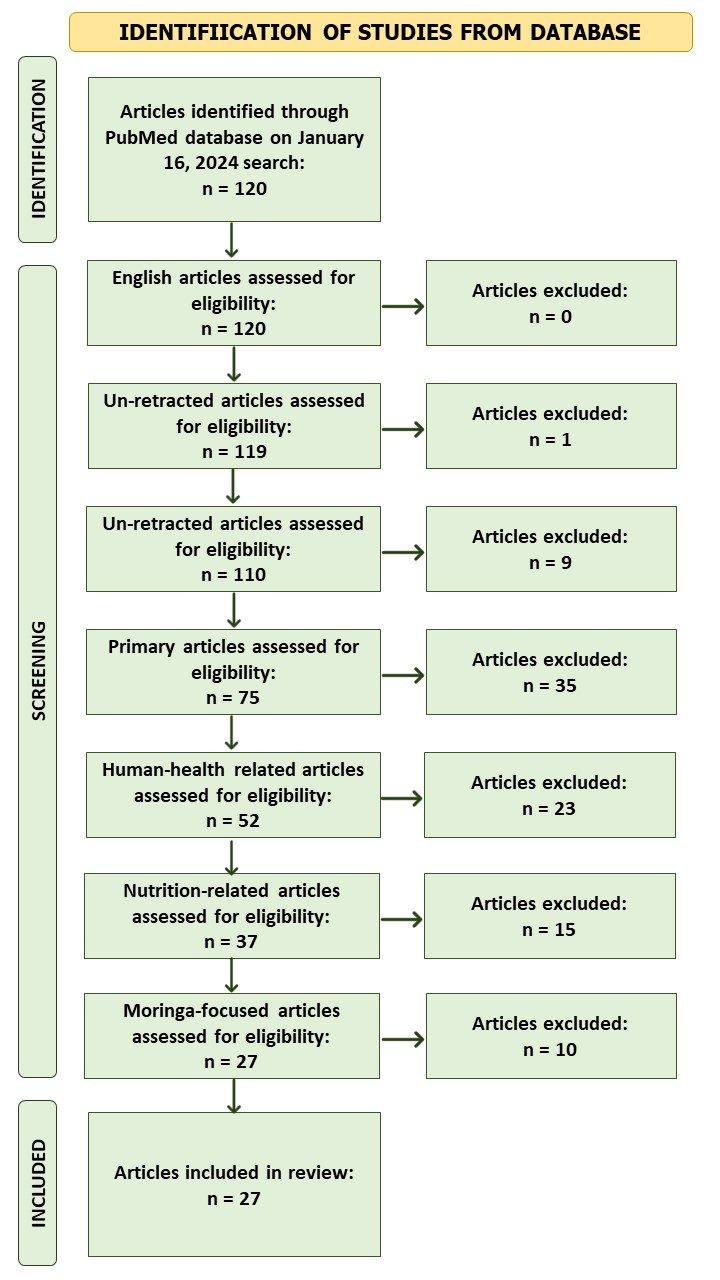 IDENTIFIICATION OF STUDIES FROM DATABASE
IDENTIFICATION
Articles identified through
PubMed database on January
16, 2024 search:
n = 120
SCREENING
English articles assessed for
eligibility:
n = 120
Articles excluded:
n = 0
Un-retracted articles assessed
for eligibility:
n = 119
Articles excluded:
n = 1
Un-retracted articles assessed
for eligibility:
n = 110
Articles excluded:
n = 9
Primary articles assessed for
eligibility:
n = 75
Articles excluded:
n = 35
Human-health related articles
assessed for eligibility:
n = 52
Articles excluded:
n = 23
Nutrition-related articles
assessed for eligibility:
n = 37
Articles excluded:
n = 15
Moringa-focused articles
assessed for eligibility:
n = 27
Articles excluded:
n = 10
INCLUDED
Articles included in review:
n = 27